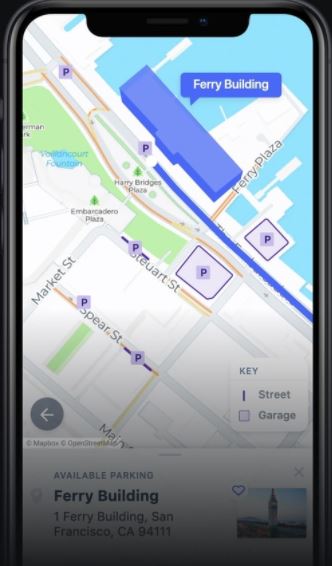 P
Ferry Building
P
erman
Vaillancourt
Fountain
Ferry Plaza
Harry Bridges
Plaza
Embarcadero
Plaza
P
P
Steuart St
P
Market St
P
Spear St
P
KEY
Street
Garage
© Mapbox © OpenStreetMap
AVAILABLE PARKING
Ferry Building
1 Ferry Building, San
Francisco, CA 94111